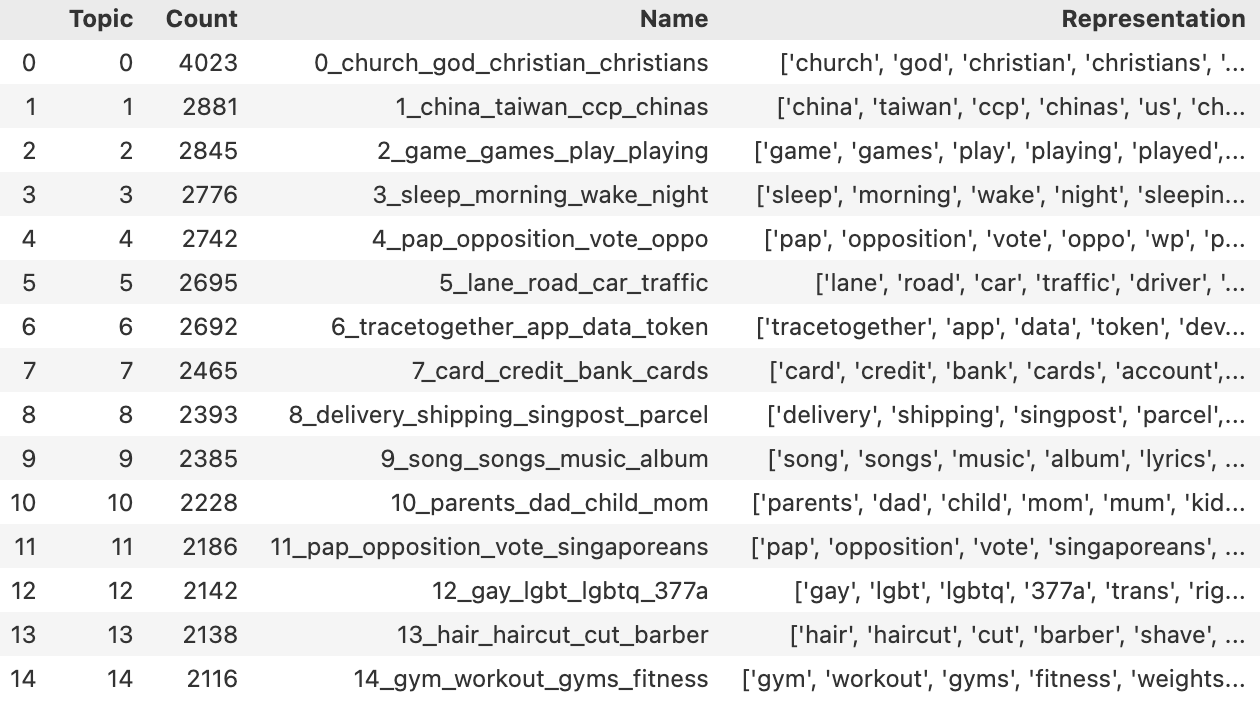 Topic Count Name Representation
0 0 4023 0_church_god_christian_christians ['church', 'god', 'christian', 'christians', '...
1 1 2881 1_china_taiwan_ccp_chinas ['china', 'taiwan', 'ccp', 'chinas', 'us', 'ch...
2 2 2845 2_game_games_play_playing ['game', 'games', 'play', 'playing', 'played',...
3 3 2776 3_sleep_morning_wake_night ['sleep', 'morning', 'wake', 'night', 'sleepin...
4 4 2742 4_pap_opposition_vote_oppo ['pap', 'opposition', 'vote', 'oppo', 'wp', 'p...
5 5 2695 5_lane_road_car_traffic ['lane', 'road', 'car', 'traffic', 'driver', '...
6 6 2692 6_tracetogether_app_data_token ['tracetogether', 'app', 'data', 'token', 'dev...
7 7 2465 7_card_credit_bank_cards ['card', 'credit', 'bank', 'cards', 'account',...
8 8 2393 8_delivery_shipping_singpost_parcel ['delivery', 'shipping', 'singpost', 'parcel',...
9 9 2385 9_song_songs_music_album ['song', 'songs', 'music', 'album', 'lyrics', ...
10 10 2228 10_parents_dad_child_mom ['parents', 'dad', 'child', 'mom', 'mum', 'kid...
11 11 2186 11_pap_opposition_vote_singaporeans ['pap', 'opposition', 'vote', 'singaporeans', ...
12 12 2142 12_gay_lgbt_lgbtq_377a ['gay', 'lgbt', 'lgbtq', '377a', 'trans', 'rig...
13 13 2138 13_hair_haircut_cut_barber ['hair', 'haircut', 'cut', 'barber', 'shave', ...
14 14 2116 14_gym_workout_gyms_fitness ['gym', 'workout', 'gyms', 'fitness', 'weights...